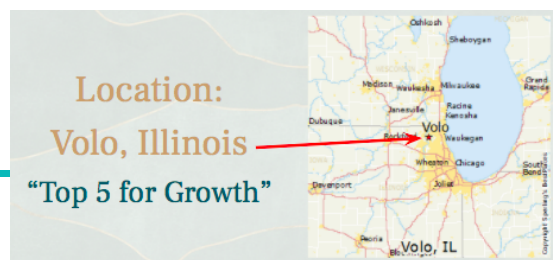 Location:
Volo, Illinois
“Top 5 for Growth”
Oshkosh
Sheboygan
Madison
Waukesha
Milwaukee
Grand
Rapids
Janesville
Racine
Kenosha
Dubuque
Rockford
Volo
Waukegan
Wheaton
Chicago
South
Bend
Davenport
Joliet
Peoria
Volo, IL